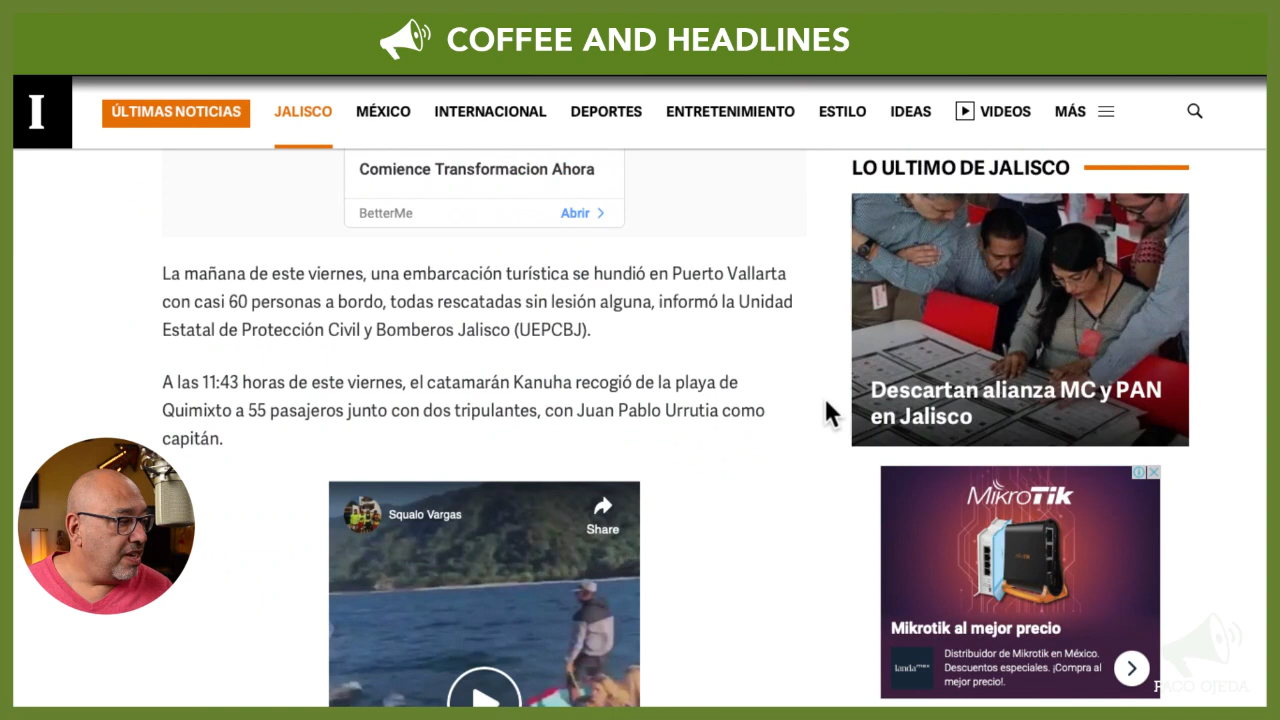 COFFEE AND HEADLINES
I
ÚLTIMAS NOTICIAS
JALISCO
MÉXICO
INTERNACIONAL
DEPORTES
ENTRETENIMIENTO
ESTILO
IDEAS
VIDEOS
MÁS
Comience Transformacion Ahora
BetterMe
Abrir
La mañana de este viernes, una embarcación turística se hundió en Puerto Vallarta
con casi 60 personas a bordo, todas rescatadas sin lesión alguna, informó la Unidad
Estatal de Protección Civil y Bomberos Jalisco (UEPCBJ).
A las 11:43 horas de este viernes, el catamarán Kanuha recogió de la playa de
Quimixto a 55 pasajeros junto con dos tripulantes, con Juan Pablo Urrutia como
capitán.
Squalo Vargas
Share
LO ULTIMO DE JALISCO
Descartan alianza MC y PAN
en Jalisco
MikroTik
Mikrotik al mejor precio
landamex
Distribuidor de Mikrotik en México.
Descuentos especiales. ¡Compra al
mejor precio!.
PACO OJEDA